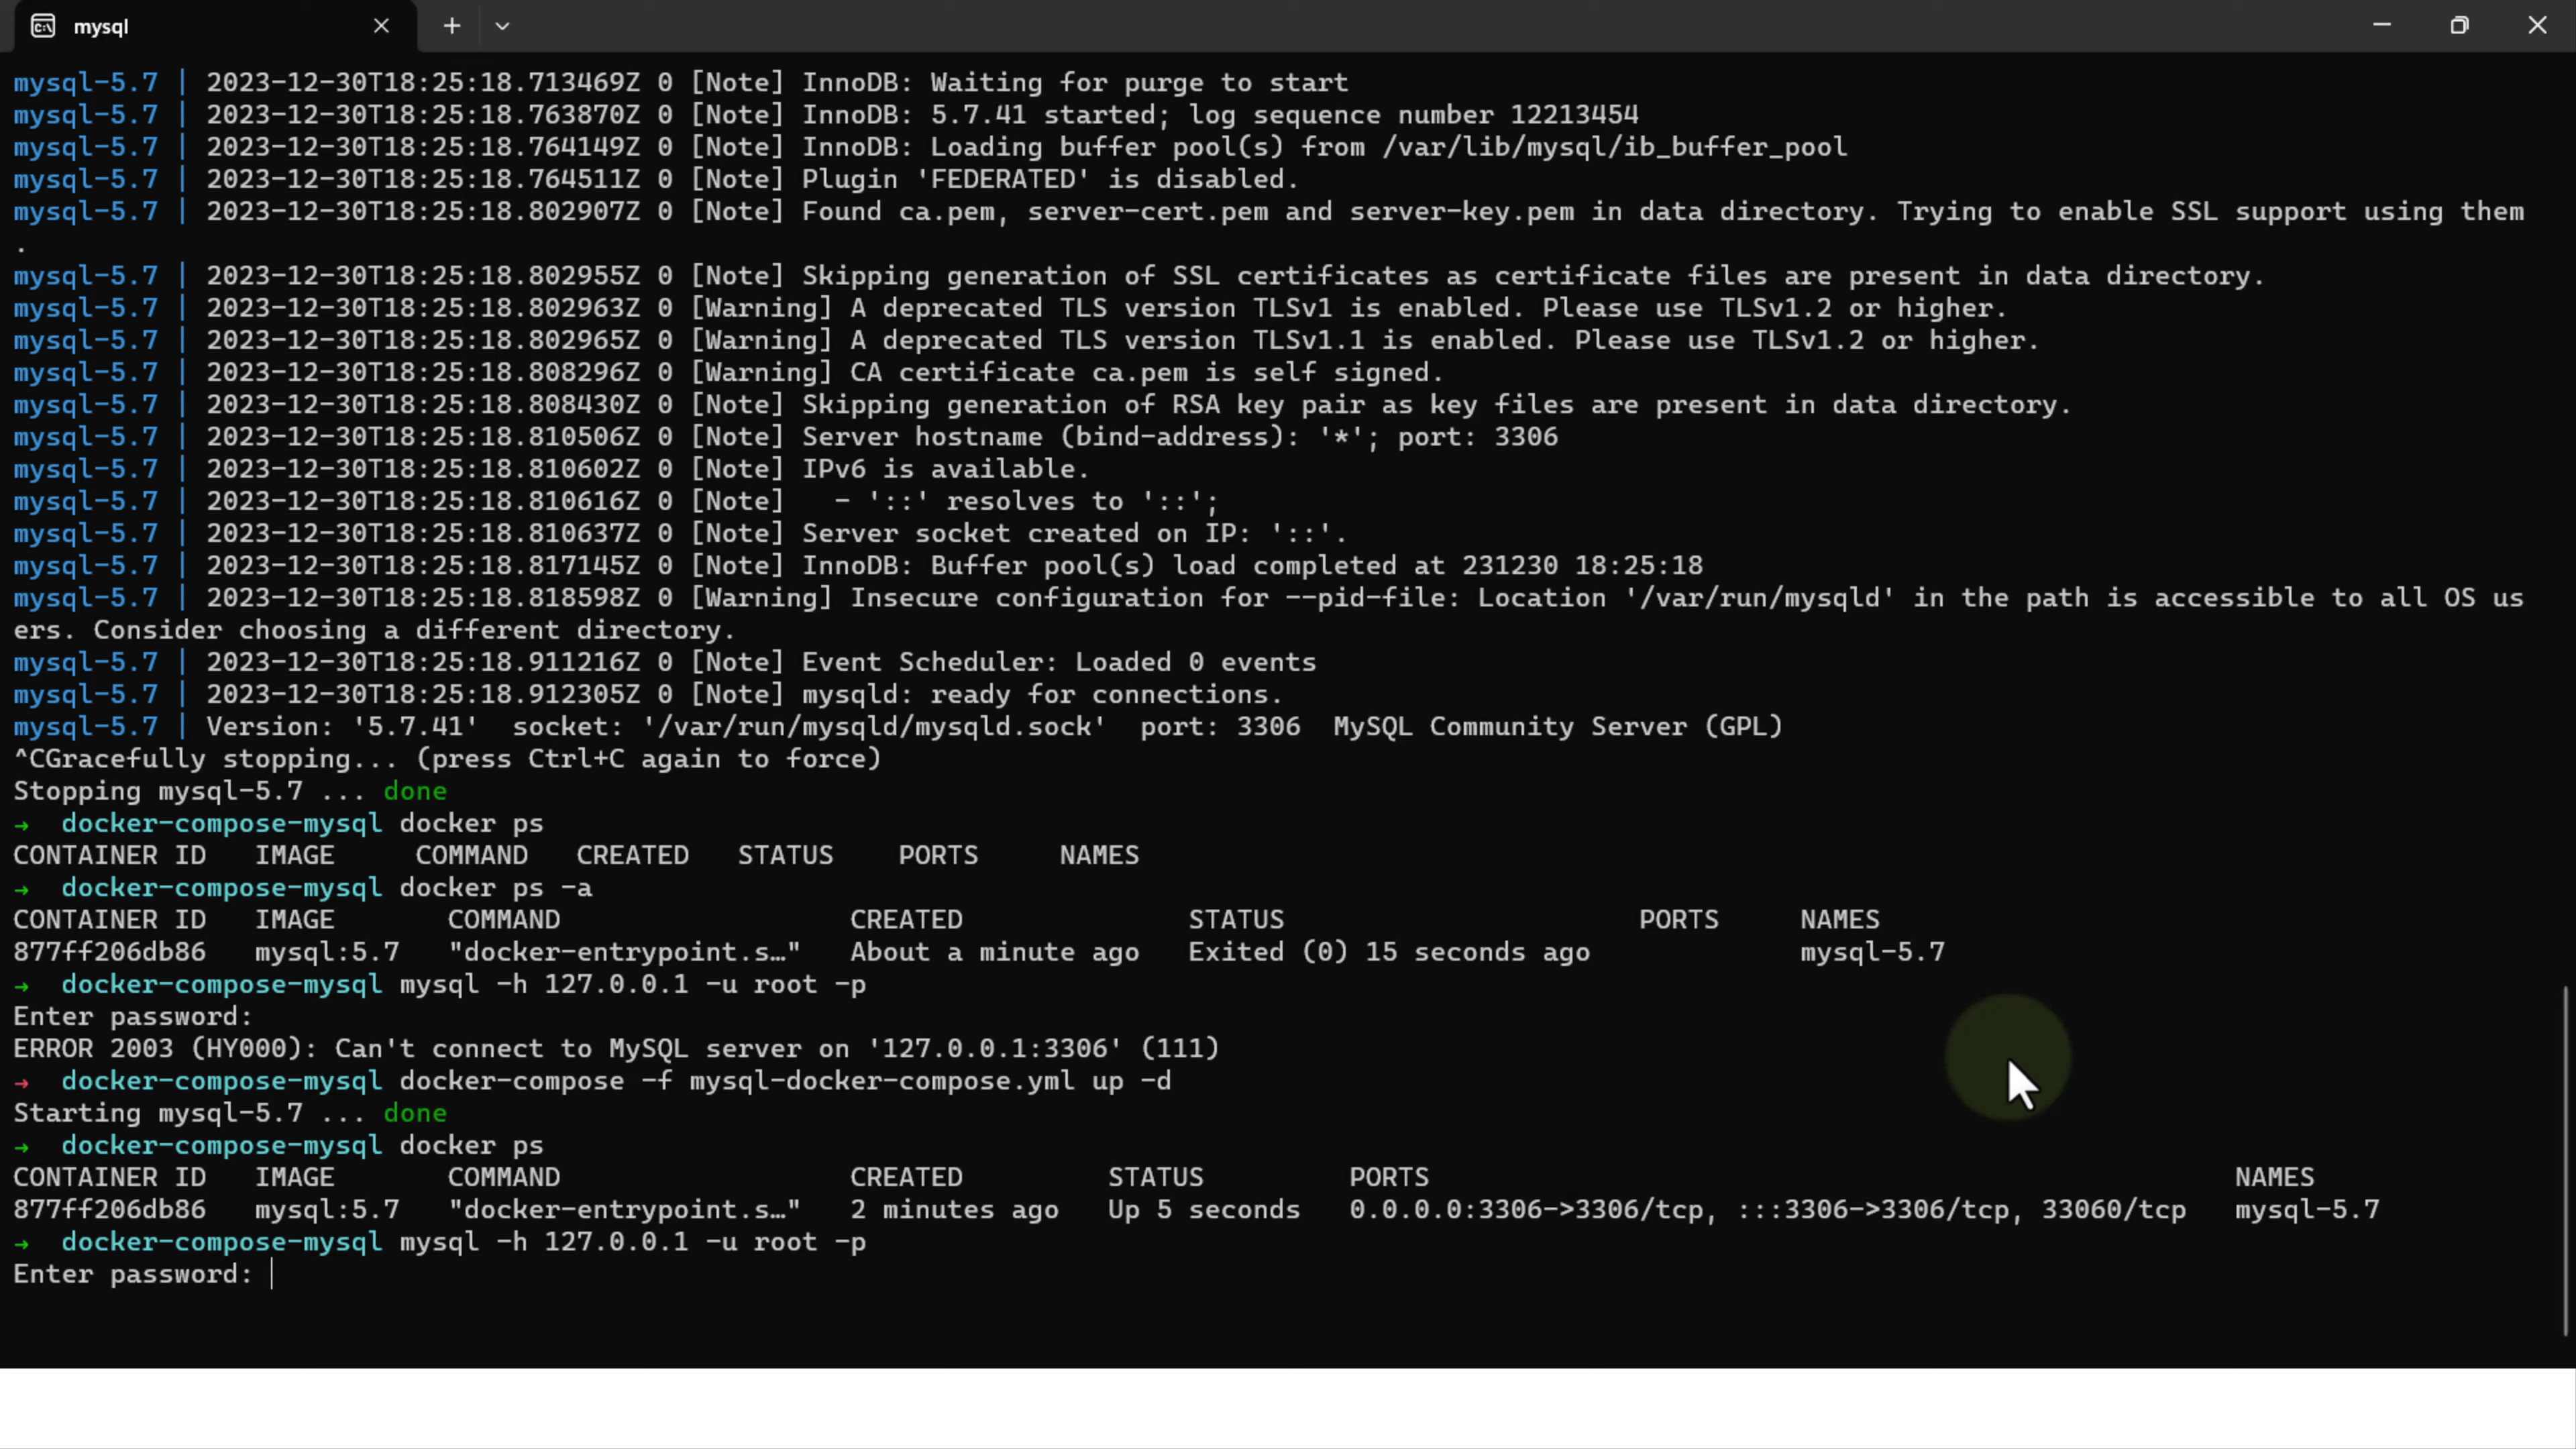 mysql
mysql-5.7 | 2023-12-30T18:25:18.713469Z 0 [Note] InnoDB: Waiting for purge to start
mysql-5.7 | 2023-12-30T18:25:18.763870Z 0 [Note] InnoDB: 5.7.41 started; log sequence number 12213454
mysql-5.7 | 2023-12-30T18:25:18.764149Z 0 [Note] InnoDB: Loading buffer pool(s) from /var/lib/mysql/ib_buffer_pool
mysql-5.7 | 2023-12-30T18:25:18.764511Z 0 [Note] Plugin 'FEDERATED' is disabled.
mysql-5.7 | 2023-12-30T18:25:18.802907Z 0 [Note] Found ca.pem, server-cert.pem and server-key.pem in data directory. Trying to enable SSL support using them
.
mysql-5.7 | 2023-12-30T18:25:18.802955Z 0 [Note] Skipping generation of SSL certificates as certificate files are present in data directory.
mysql-5.7 | 2023-12-30T18:25:18.802963Z 0 [Warning] A deprecated TLS version TLSv1 is enabled. Please use TLSv1.2 or higher.
mysql-5.7 | 2023-12-30T18:25:18.802965Z 0 [Warning] A deprecated TLS version TLSv1.1 is enabled. Please use TLSv1.2 or higher.
mysql-5.7 | 2023-12-30T18:25:18.808296Z 0 [Warning] CA certificate ca.pem is self signed.
mysql-5.7 | 2023-12-30T18:25:18.808430Z 0 [Note] Skipping generation of RSA key pair as key files are present in data directory.
mysql-5.7 | 2023-12-30T18:25:18.810506Z 0 [Note] Server hostname (bind-address): '*'; port: 3306
mysql-5.7 | 2023-12-30T18:25:18.810602Z 0 [Note] IPv6 is available.
mysql-5.7 | 2023-12-30T18:25:18.810616Z 0 [Note]   - '::' resolves to '::';
mysql-5.7 | 2023-12-30T18:25:18.810637Z 0 [Note] Server socket created on IP: '::'.
mysql-5.7 | 2023-12-30T18:25:18.817145Z 0 [Note] InnoDB: Buffer pool(s) load completed at 231230 18:25:18
mysql-5.7 | 2023-12-30T18:25:18.818598Z 0 [Warning] Insecure configuration for --pid-file: Location '/var/run/mysqld' in the path is accessible to all OS us
ers. Consider choosing a different directory.
mysql-5.7 | 2023-12-30T18:25:18.911216Z 0 [Note] Event Scheduler: Loaded 0 events
mysql-5.7 | 2023-12-30T18:25:18.912305Z 0 [Note] mysqld: ready for connections.
mysql-5.7 | Version: '5.7.41'  socket: '/var/run/mysqld/mysqld.sock'  port: 3306  MySQL Community Server (GPL)
^CGracefully stopping... (press Ctrl+C again to force)
Stopping mysql-5.7 ... done
→  docker-compose-mysql docker ps
CONTAINER ID   IMAGE     COMMAND   CREATED   STATUS    PORTS     NAMES
→  docker-compose-mysql docker ps -a
CONTAINER ID   IMAGE       COMMAND                  CREATED              STATUS                      PORTS     NAMES
877ff206db86   mysql:5.7   "docker-entrypoint.s…"   About a minute ago   Exited (0) 15 seconds ago             mysql-5.7
→  docker-compose-mysql mysql -h 127.0.0.1 -u root -p
Enter password:
ERROR 2003 (HY000): Can't connect to MySQL server on '127.0.0.1:3306' (111)
→  docker-compose-mysql docker-compose -f mysql-docker-compose.yml up -d
Starting mysql-5.7 ... done
→  docker-compose-mysql docker ps
CONTAINER ID   IMAGE       COMMAND                  CREATED         STATUS         PORTS                                                  NAMES
877ff206db86   mysql:5.7   "docker-entrypoint.s…"   2 minutes ago   Up 5 seconds   0.0.0.0:3306->3306/tcp, :::3306->3306/tcp, 33060/tcp   mysql-5.7
→  docker-compose-mysql mysql -h 127.0.0.1 -u root -p
Enter password: